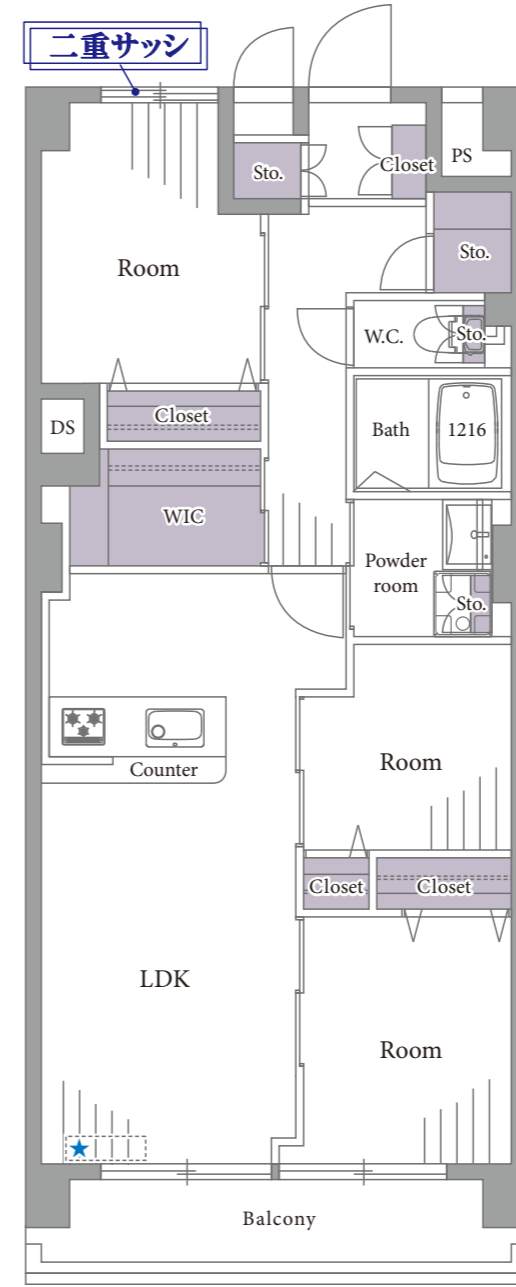 二重サッシ
Sto.
Closet
PS
Room
Sto.
W.C.
Sto.
Closet
DS
Bath
1216
WIC
Powder
room
Sto.
Counter
Room
Closet
Closet
LDK
Room
★
Balcony